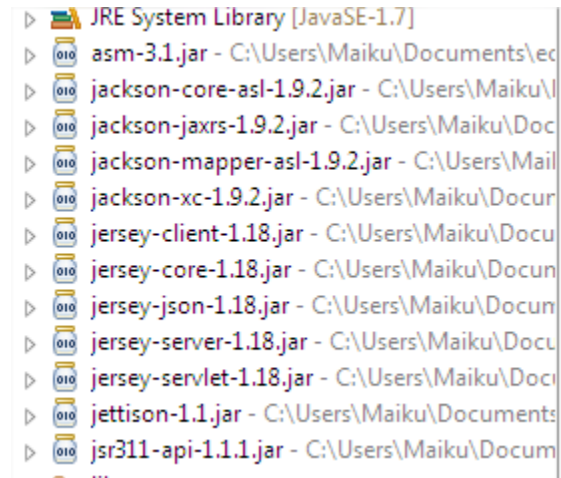 JRE System Library [JavaSE-1.7]
asm-3.1.jar - C:\Users\Maiku\Documents\ec
jackson-core-asl-1.9.2.jar - C:\Users\Maiku\
jackson-jaxrs-1.9.2.jar - C:\Users\Maiku\Doc
jackson-mapper-asl-1.9.2.jar - C:\Users\Mai
jackson-xc-1.9.2.jar - C:\Users\Maiku\Docur
jersey-client-1.18.jar - C:\Users\Maiku\Docu
jersey-core-1.18.jar - C:\Users\Maiku\Docun
jersey-json-1.18.jar - C:\Users\Maiku\Docum
jersey-server-1.18.jar - C:\Users\Maiku\Docu
jersey-servlet-1.18.jar - C:\Users\Maiku\Doc
jettison-1.1.jar - C:\Users\Maiku\Documents
jsr311-api-1.1.1.jar - C:\Users\Maiku\Docum